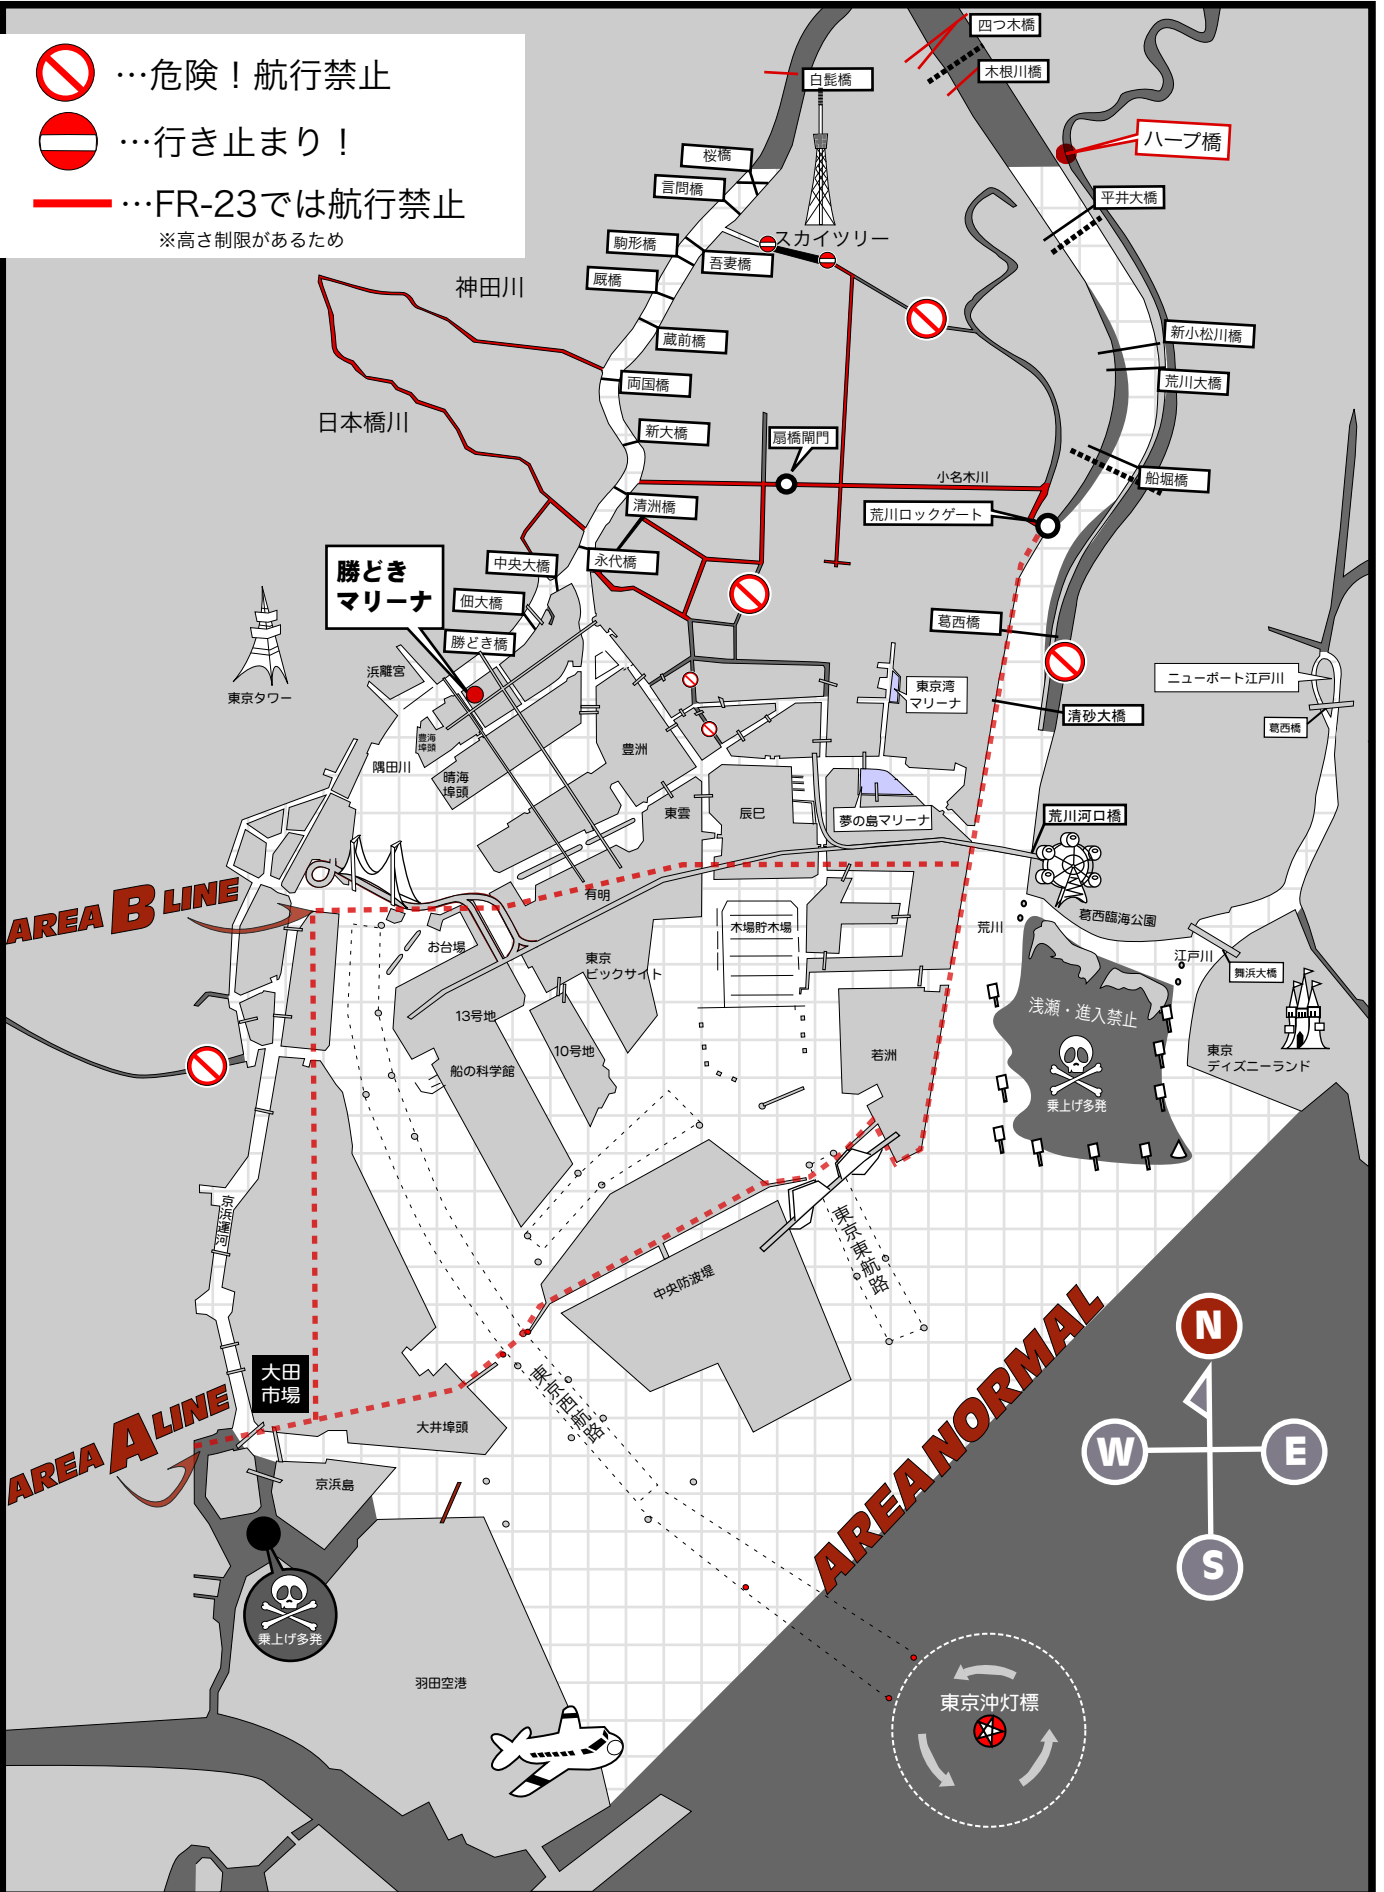 …危険！航行禁止
…行き止まり！
…FR-23では航行禁止
※高さ制限があるため
四つ木橋
木根川橋
白髭橋
ハープ橋
桜橋
言問橋
平井大橋
駒形橋
吾妻橋
スカイツリー
厩橋
神田川
蔵前橋
新小松川橋
両国橋
荒川大橋
日本橋川
新大橋
扇橋閘門
小名木川
船堀橋
清洲橋
荒川ロックゲート
中央大橋
永代橋
勝どき
マリーナ
佃大橋
葛西橋
勝どき橋
浜離宮
東京タワー
東京湾
マリーナ
ニューポート江戸川
清砂大橋
葛西橋
豊海
埠頭
豊洲
隅田川
晴海
埠頭
東雲
辰巳
夢の島マリーナ
荒川河口橋
AREA B LINE
有明
お台場
木場貯木場
荒川
葛西臨海公園
東京
ビックサイト
江戸川
舞浜大橋
13号地
浅瀬・進入禁止
10号地
船の科学館
若洲
乗上げ多発
東京
ディズニーランド
京浜運河
東京東航路
中央防波堤
大田
市場
東京西航路
AREA A LINE
大井埠頭
京浜島
AREA NORMAL
N
W
E
S
乗上げ多発
羽田空港
東京沖灯標